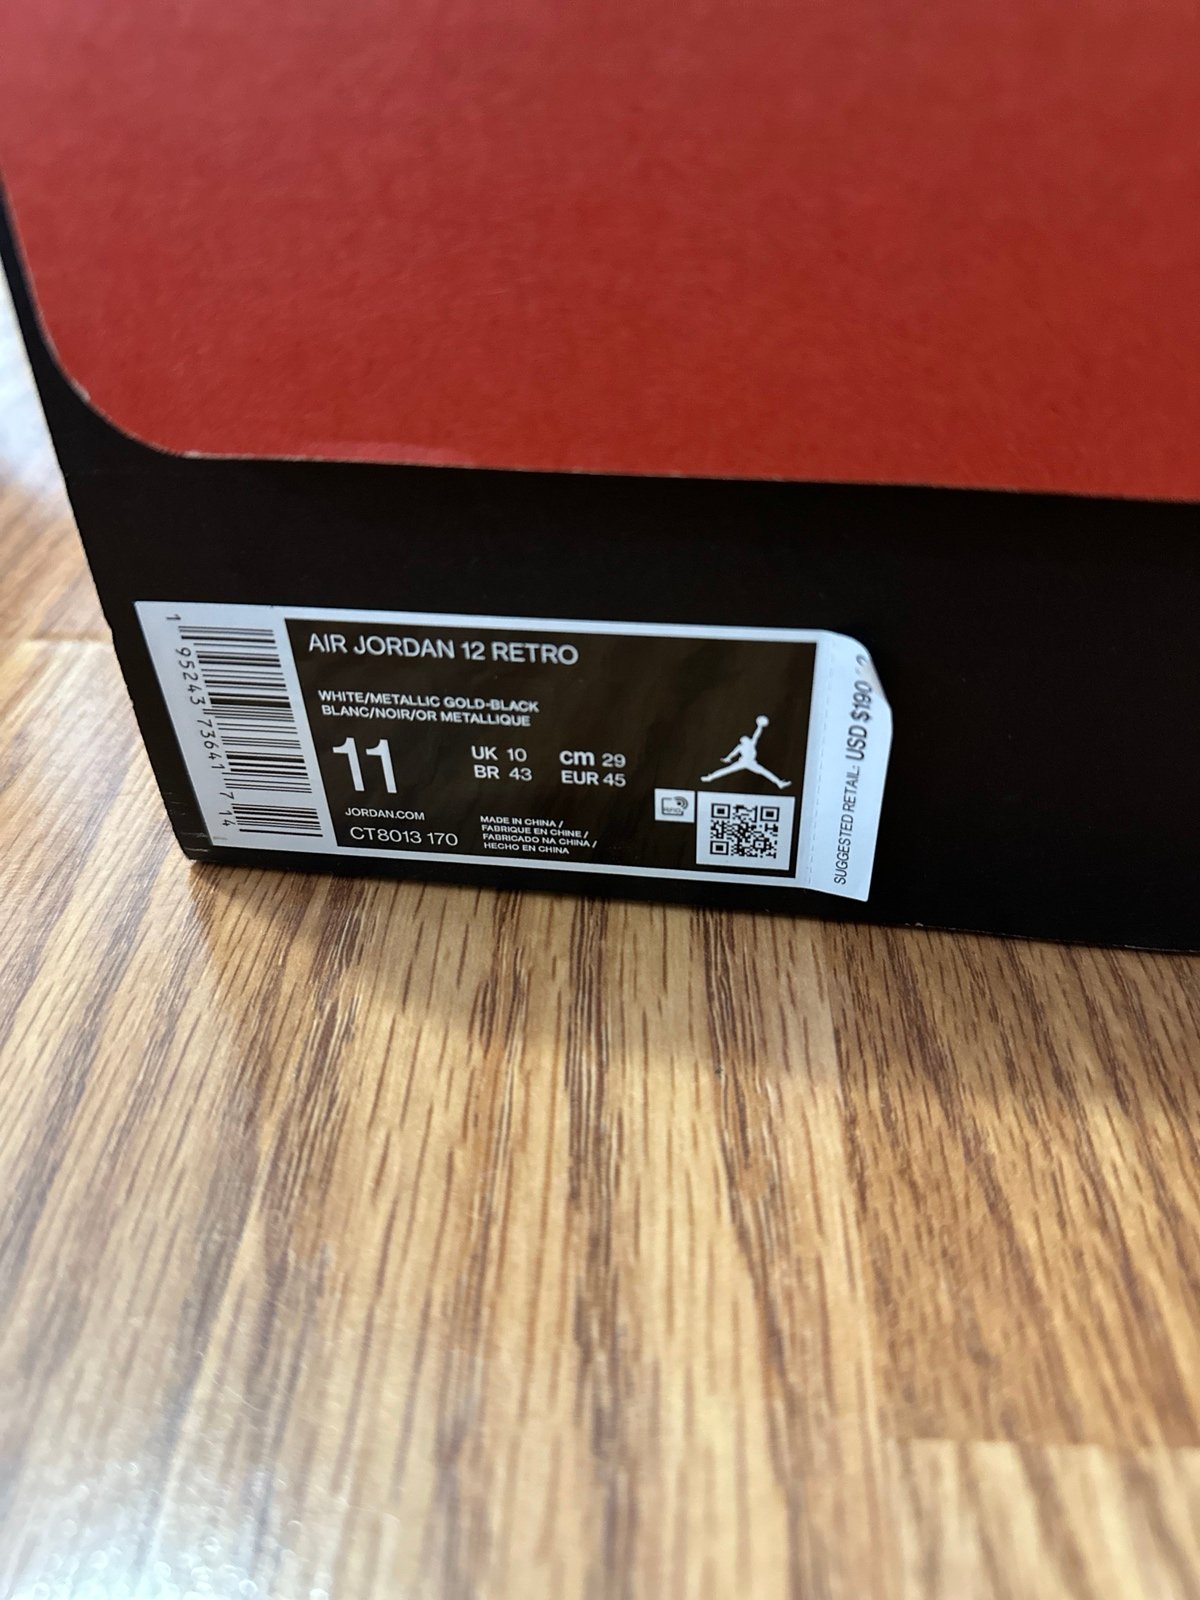 AIR JORDAN 12 RETRO
WHITE/METALLIC GOLD-BLACK
BLANC/NOIR/OR METALLIQUE
11
UK 10 cm 29
BR 43 EUR 45
JORDAN.COM
CT8013 170
MADE IN CHINA /
FABRIQUE EN CHINE /
FABRICADO NA CHINA /
HECHO EN CHINA
1 95243 73641 7 14
SUGGESTED RETAIL: USD $190